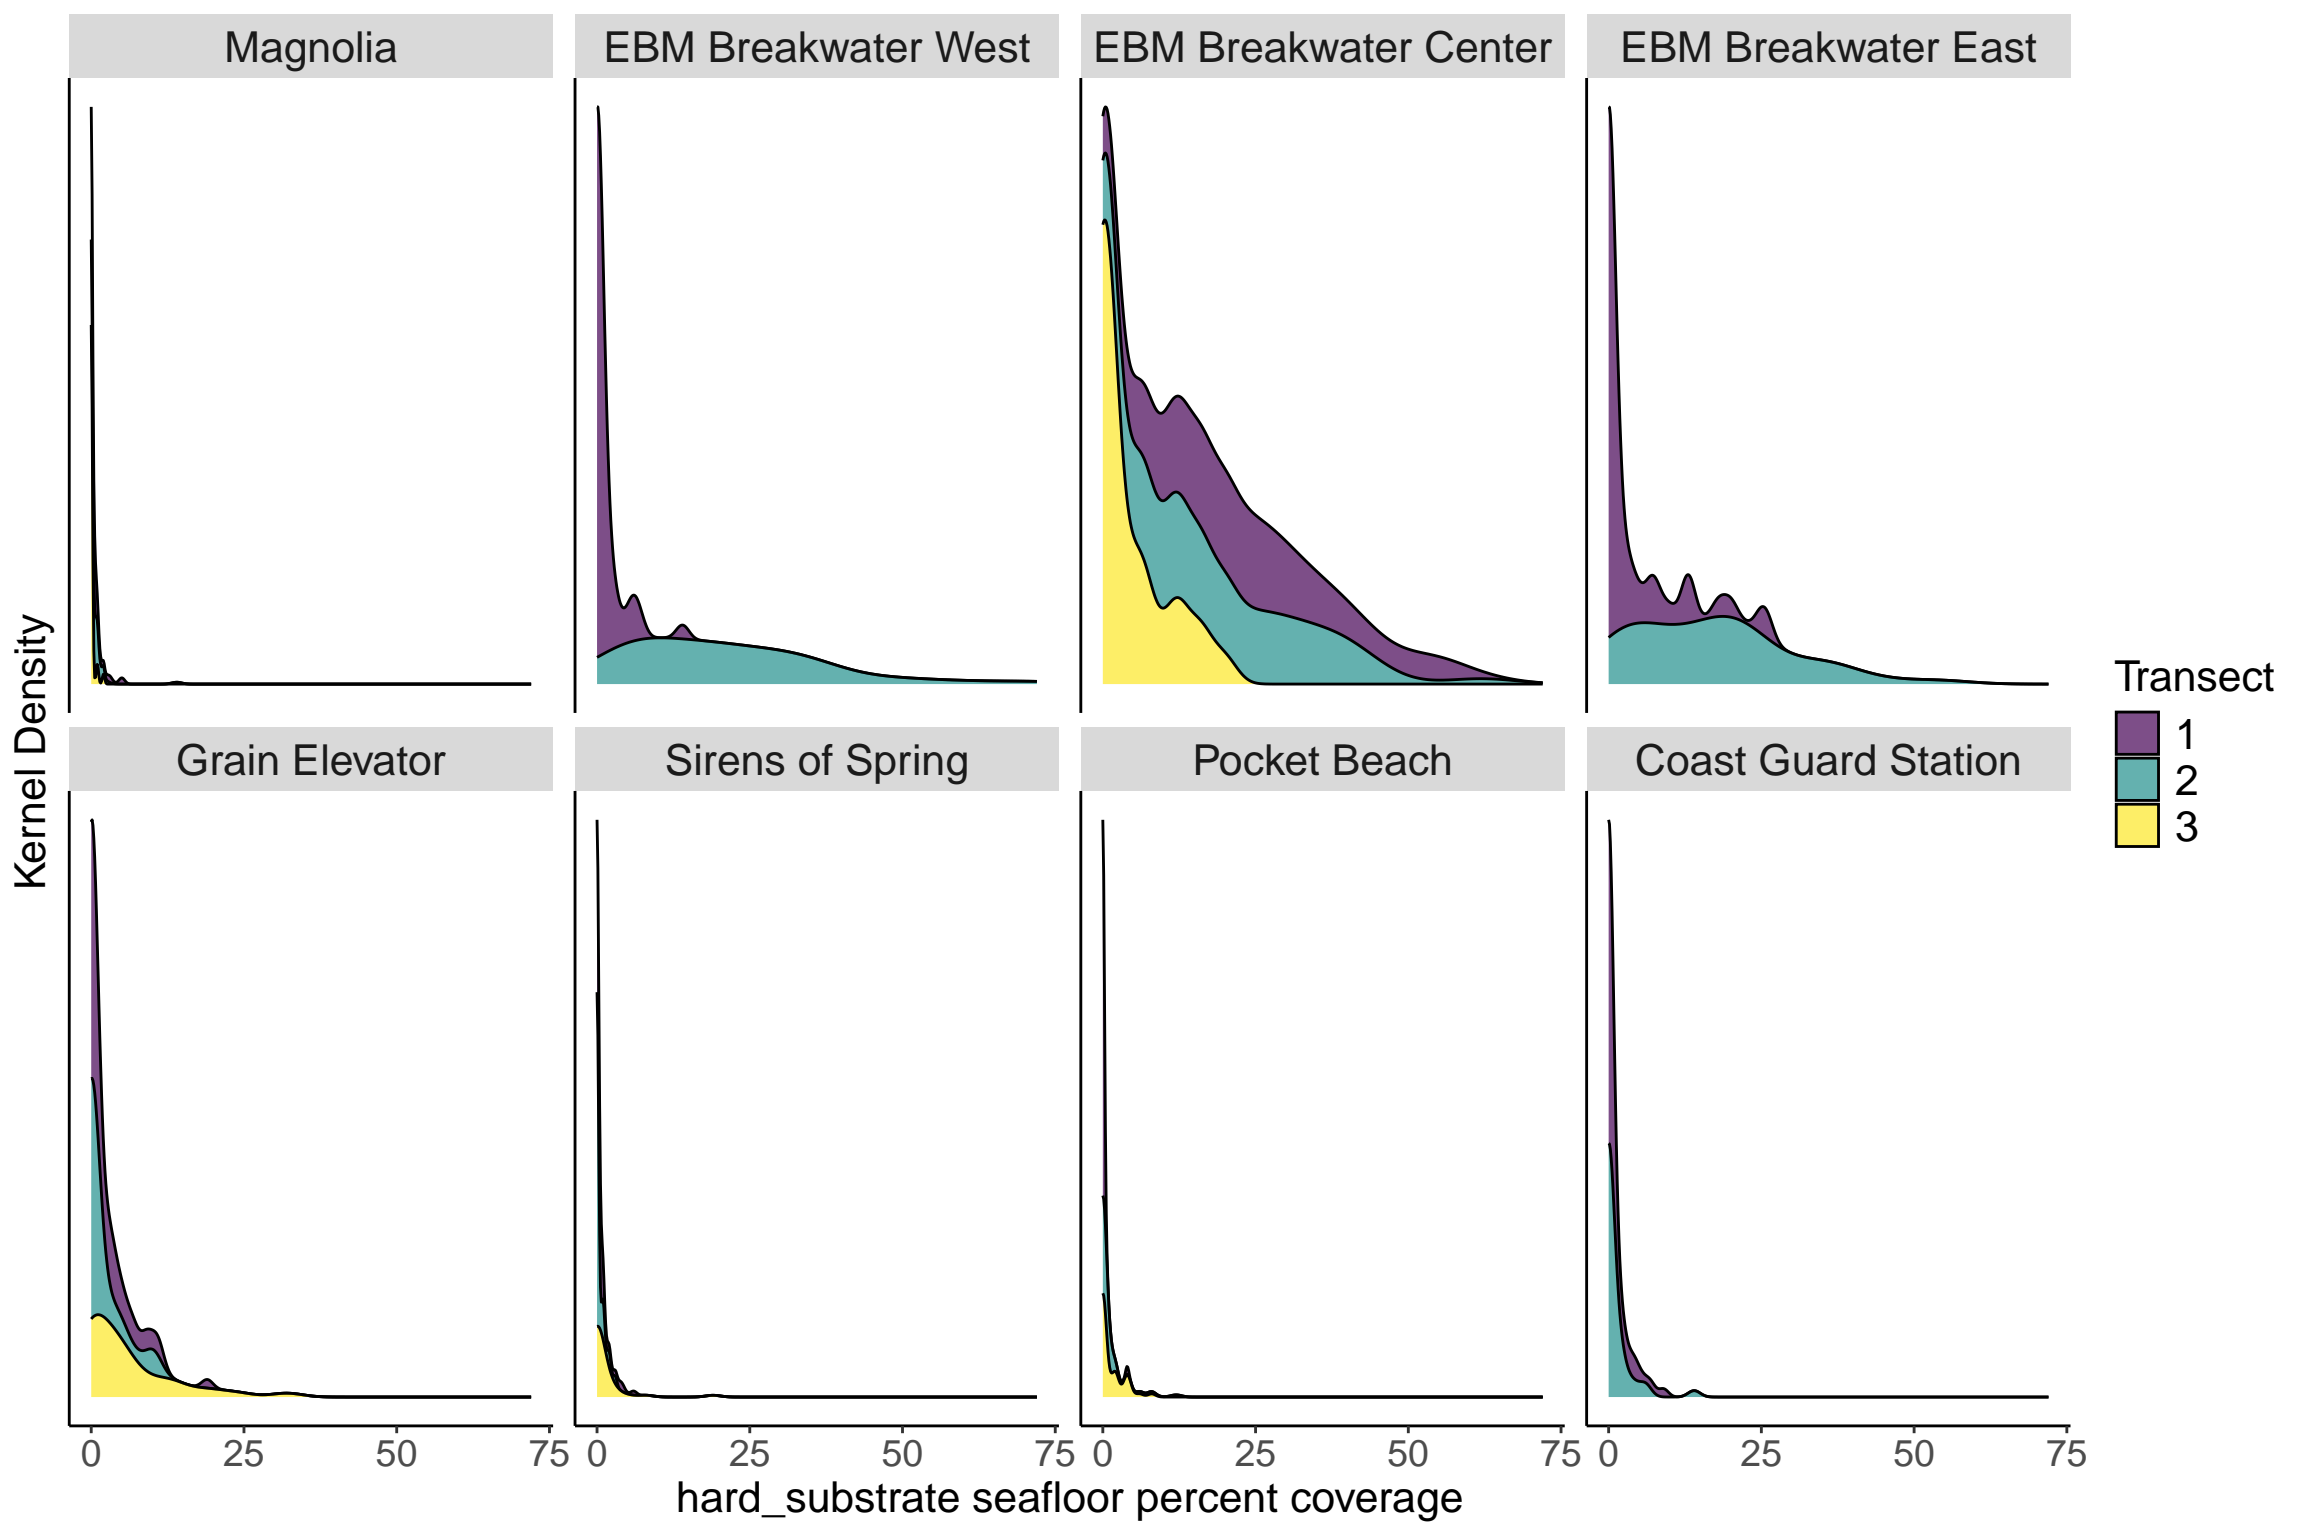 Magnolia
EBM Breakwater West
EBM Breakwater Center
EBM Breakwater East
Kernel Density
Grain Elevator
Sirens of Spring
Pocket Beach
Coast Guard Station
Transect
1
2
3
0 25 50 75 0 25 50 75 0 25 50 75 0 25 50 75
hard_substrate seafloor percent coverage